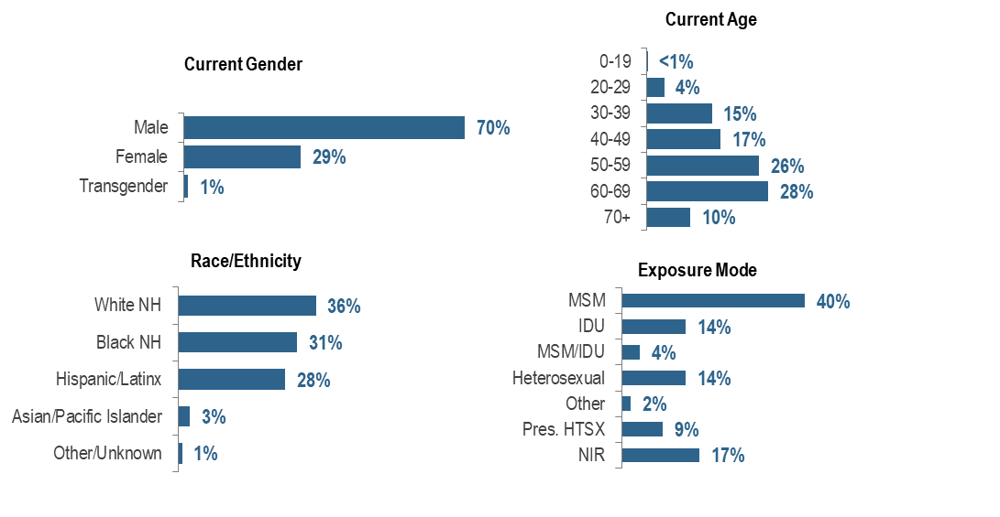 Current Gender
Male 70%
Female 29%
Transgender 1%
Current Age
0-19 <1%
20-29 4%
30-39 15%
40-49 17%
50-59 26%
60-69 28%
70+ 10%
Race/Ethnicity
White NH 36%
Black NH 31%
Hispanic/Latinx 28%
Asian/Pacific Islander 3%
Other/Unknown 1%
Exposure Mode
MSM 40%
IDU 14%
MSM/IDU 4%
Heterosexual 14%
Other 2%
Pres. HTSX 9%
NIR 17%